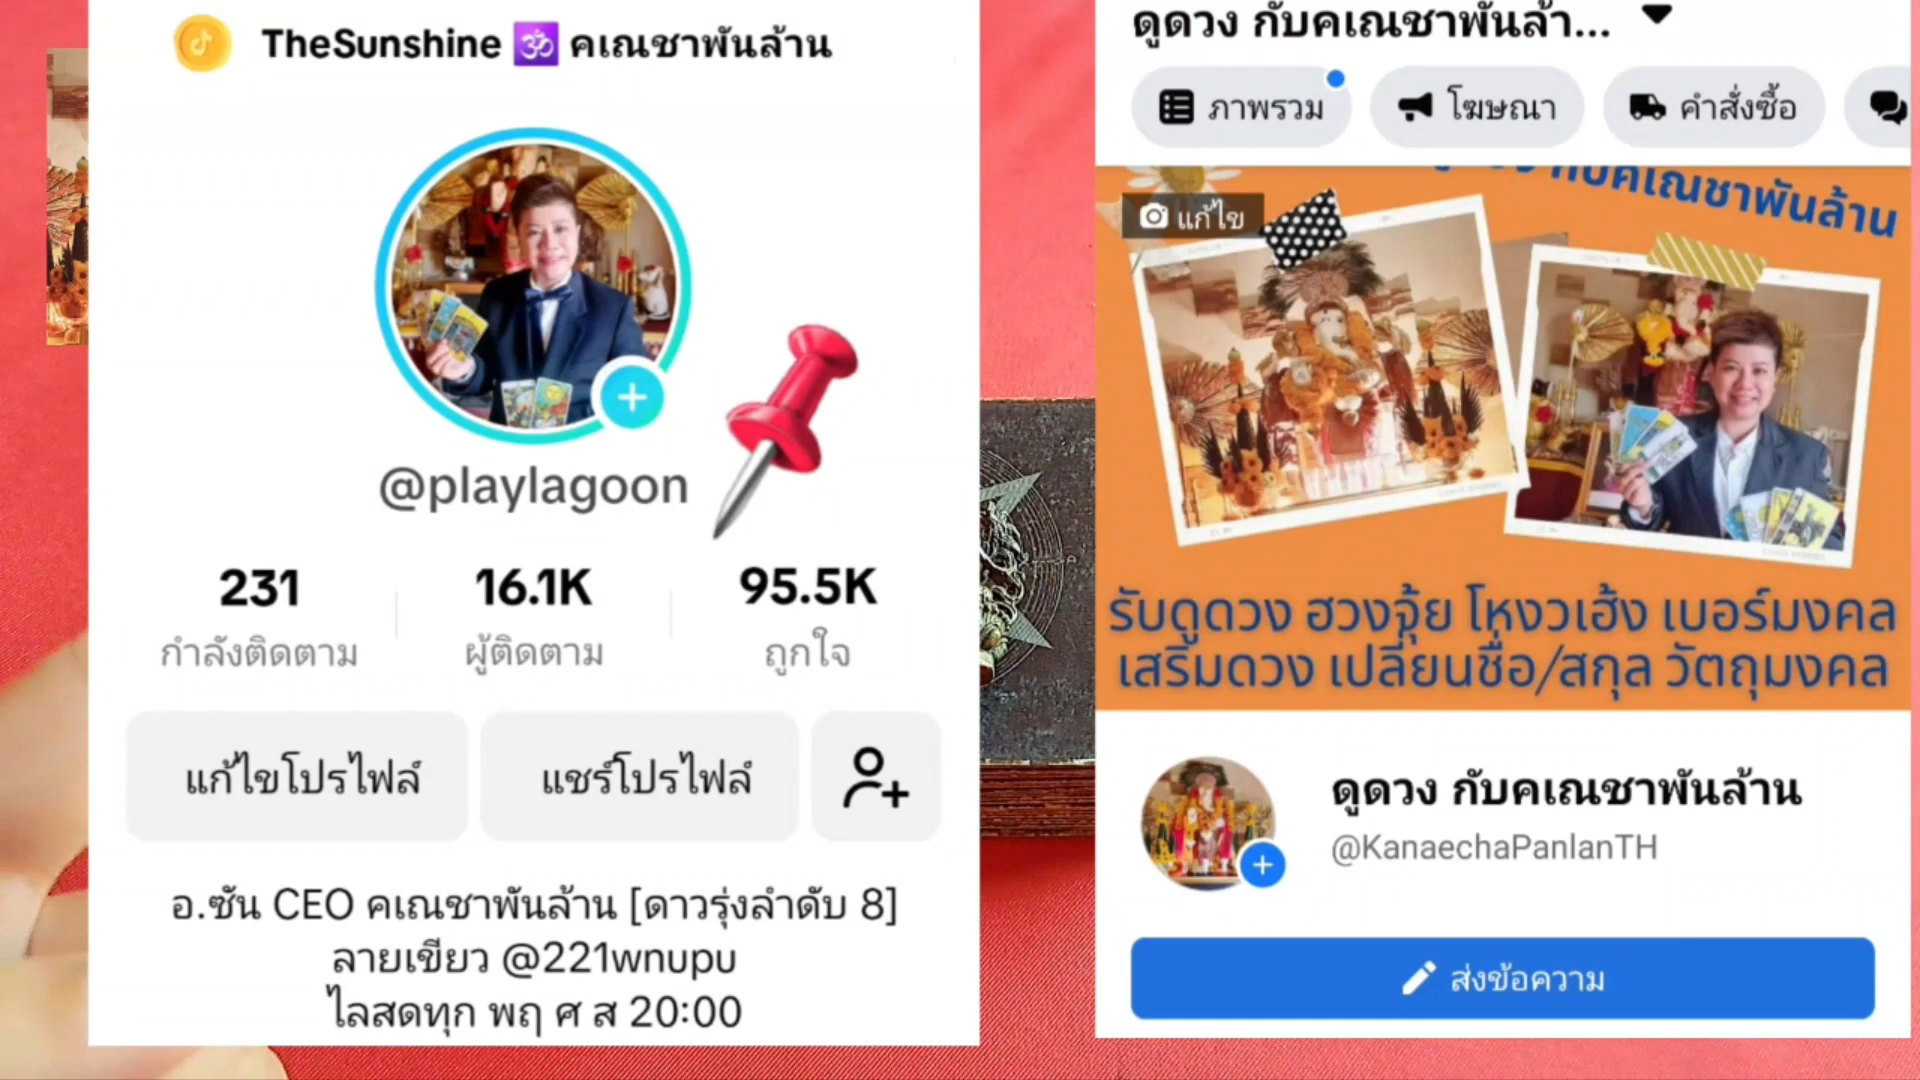 TheSunshine 🕉 คเณชาพันล้าน
@playlagoon
231
กำลังติดตาม
16.1K
ผู้ติดตาม
95.5K
ถูกใจ
แก้ไขโปรไฟล์
แชร์โปรไฟล์
อ.ซัน CEO คเณชาพันล้าน [ดาวรุ่งลำดับ 8]
ลายเขียว @221wnupu
ไลสดทุก พฤ ศ ส 20:00
ดูดวง กับคเณชาพันล้า...
ภาพรวม
โฆษณา
คำสั่งซื้อ
แก้ไข
กับคเณชาพันล้าน
รับดูดวง ฮวงจุ้ย โหงวเฮ้ง เบอร์มงคล
เสริมดวง เปลี่ยนชื่อ/สกุล วัตถุมงคล
ดูดวง กับคเณชาพันล้าน
@KanaechaPanlanTH
ส่งข้อความ